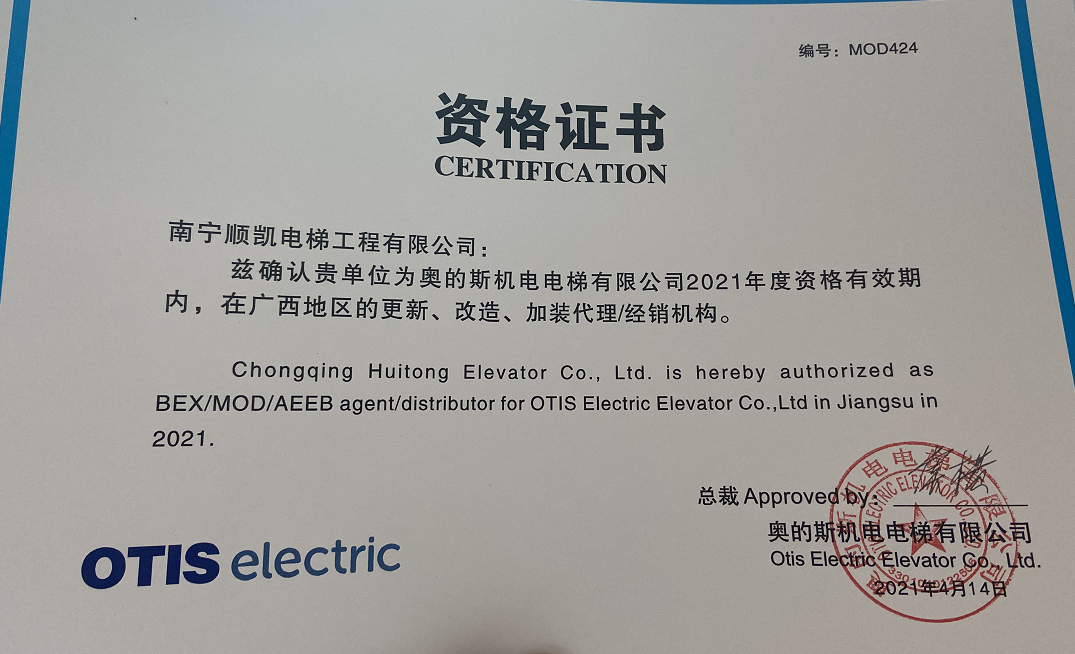 编号：MOD424
资格证书
CERTIFICATION
南宁顺凯电梯工程有限公司：
兹确认贵单位为奥的斯机电电梯有限公司2021年度资格有效期
内，在广西地区的更新、改造、加装代理/经销机构。
Chongqing Huitong Elevator Co., Ltd. is hereby authorized as
BEX/MOD/AEEB agent/distributor for OTIS Electric Elevator Co.,Ltd in Jiangsu in
2021.
总裁 Approved by：
奥的斯机电电梯有限公司
Otis Electric Elevator Co., Ltd.
2021年4月14日
OTIS electric